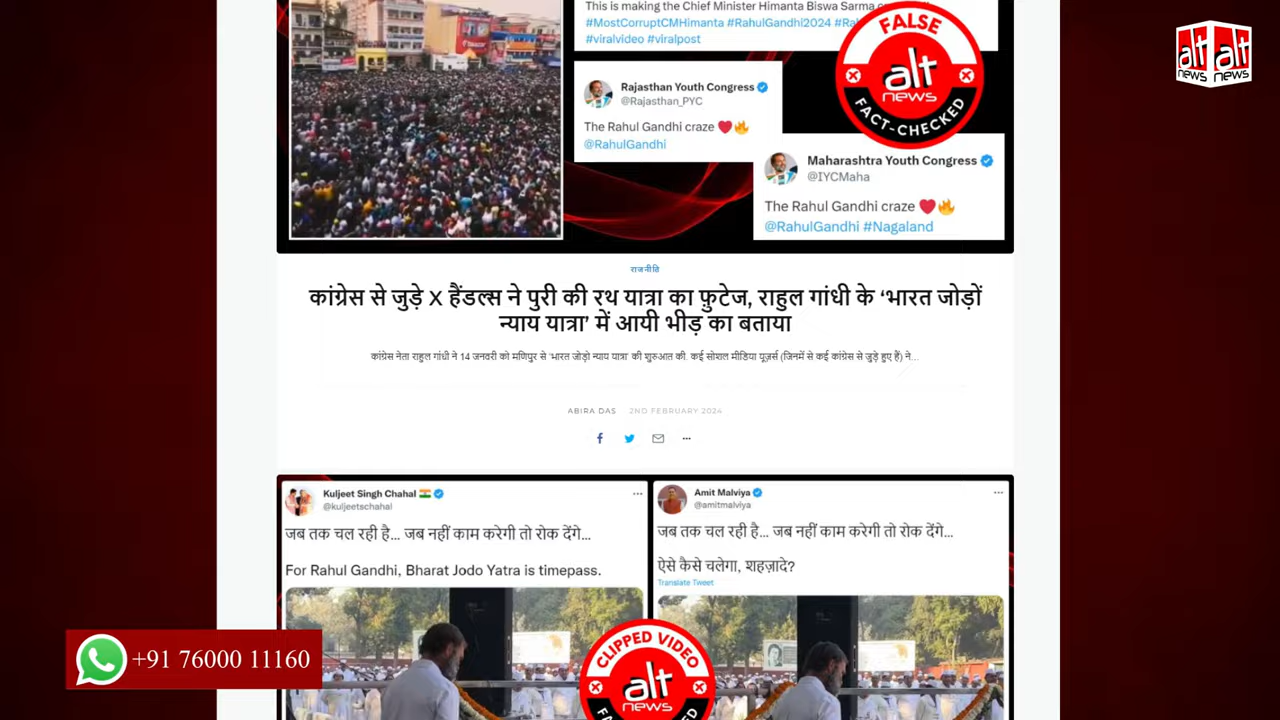 This is making the Chief Minister Himanta Biswa Sarma
#MostCorruptCMHimanta #RahulGandhi2024
#viralvideo #viralpost
FALSE
alt
news
FACT-CHECKED
alt alt
news news
Rajasthan Youth Congress
@Rajasthan_PYC
The Rahul Gandhi craze ❤️🔥
@RahulGandhi
Maharashtra Youth Congress
@IYCMaha
The Rahul Gandhi craze ❤️🔥
@RahulGandhi #Nagaland
राजनीति
कांग्रेस से जुड़े X हैंडल्स ने पुरी की रथ यात्रा का फ़ुटेज, राहुल गांधी के ‘भारत जोड़ों
न्याय यात्रा’ में आयी भीड़ का बताया
कांग्रेस नेता राहुल गांधी ने 14 जनवरी को मणिपुर से ‘भारत जोड़ो न्याय यात्रा’ की शुरुआत की. कई सोशल मीडिया यूज़र्स (जिनमें से कई कांग्रेस से जुड़े हुए हैं) ने…
ABIRA DAS 2ND FEBRUARY 2024
Kuljeet Singh Chahal 🇮🇳
@kuljeetschahal
जब तक चल रही है... जब नहीं काम करेगी तो रोक देंगे...
For Rahul Gandhi, Bharat Jodo Yatra is timepass.
Amit Malviya
@amitmalviya
जब तक चल रही है... जब नहीं काम करेगी तो रोक देंगे...
ऐसे कैसे चलेगा, शहज़ादे?
Translate Tweet
CLIPPED VIDEO
alt
news
+91 76000 11160